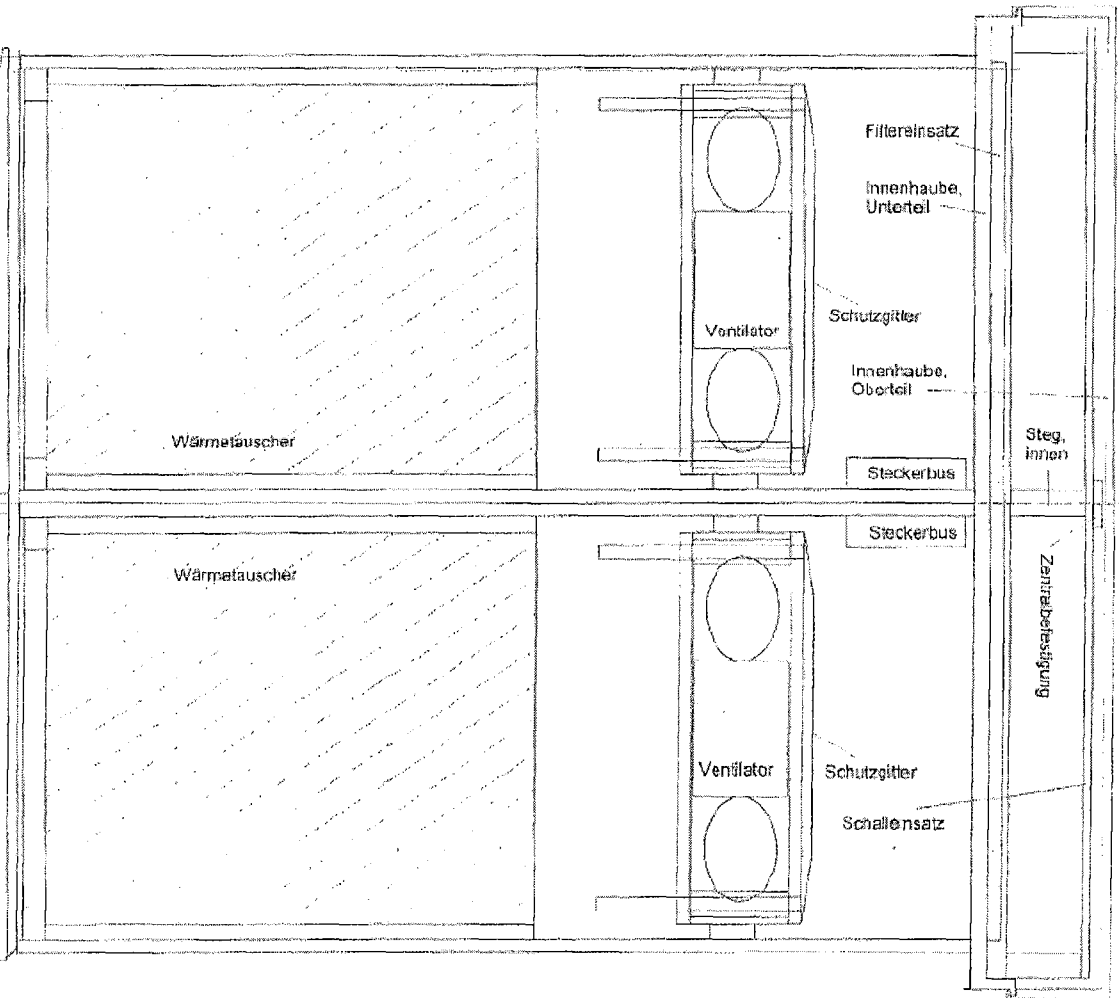 Filtereinsatz
Innenhaube,
Unterteil
Ventilator
Schutzgitter
Innenhaube,
Oberteil
Wärmetauscher
Steg,
innen
Steckerbus
Steckerbus
Wärmetauscher
Zentralbefestigung
Ventilator
Schutzgitter
Schalleinsatz